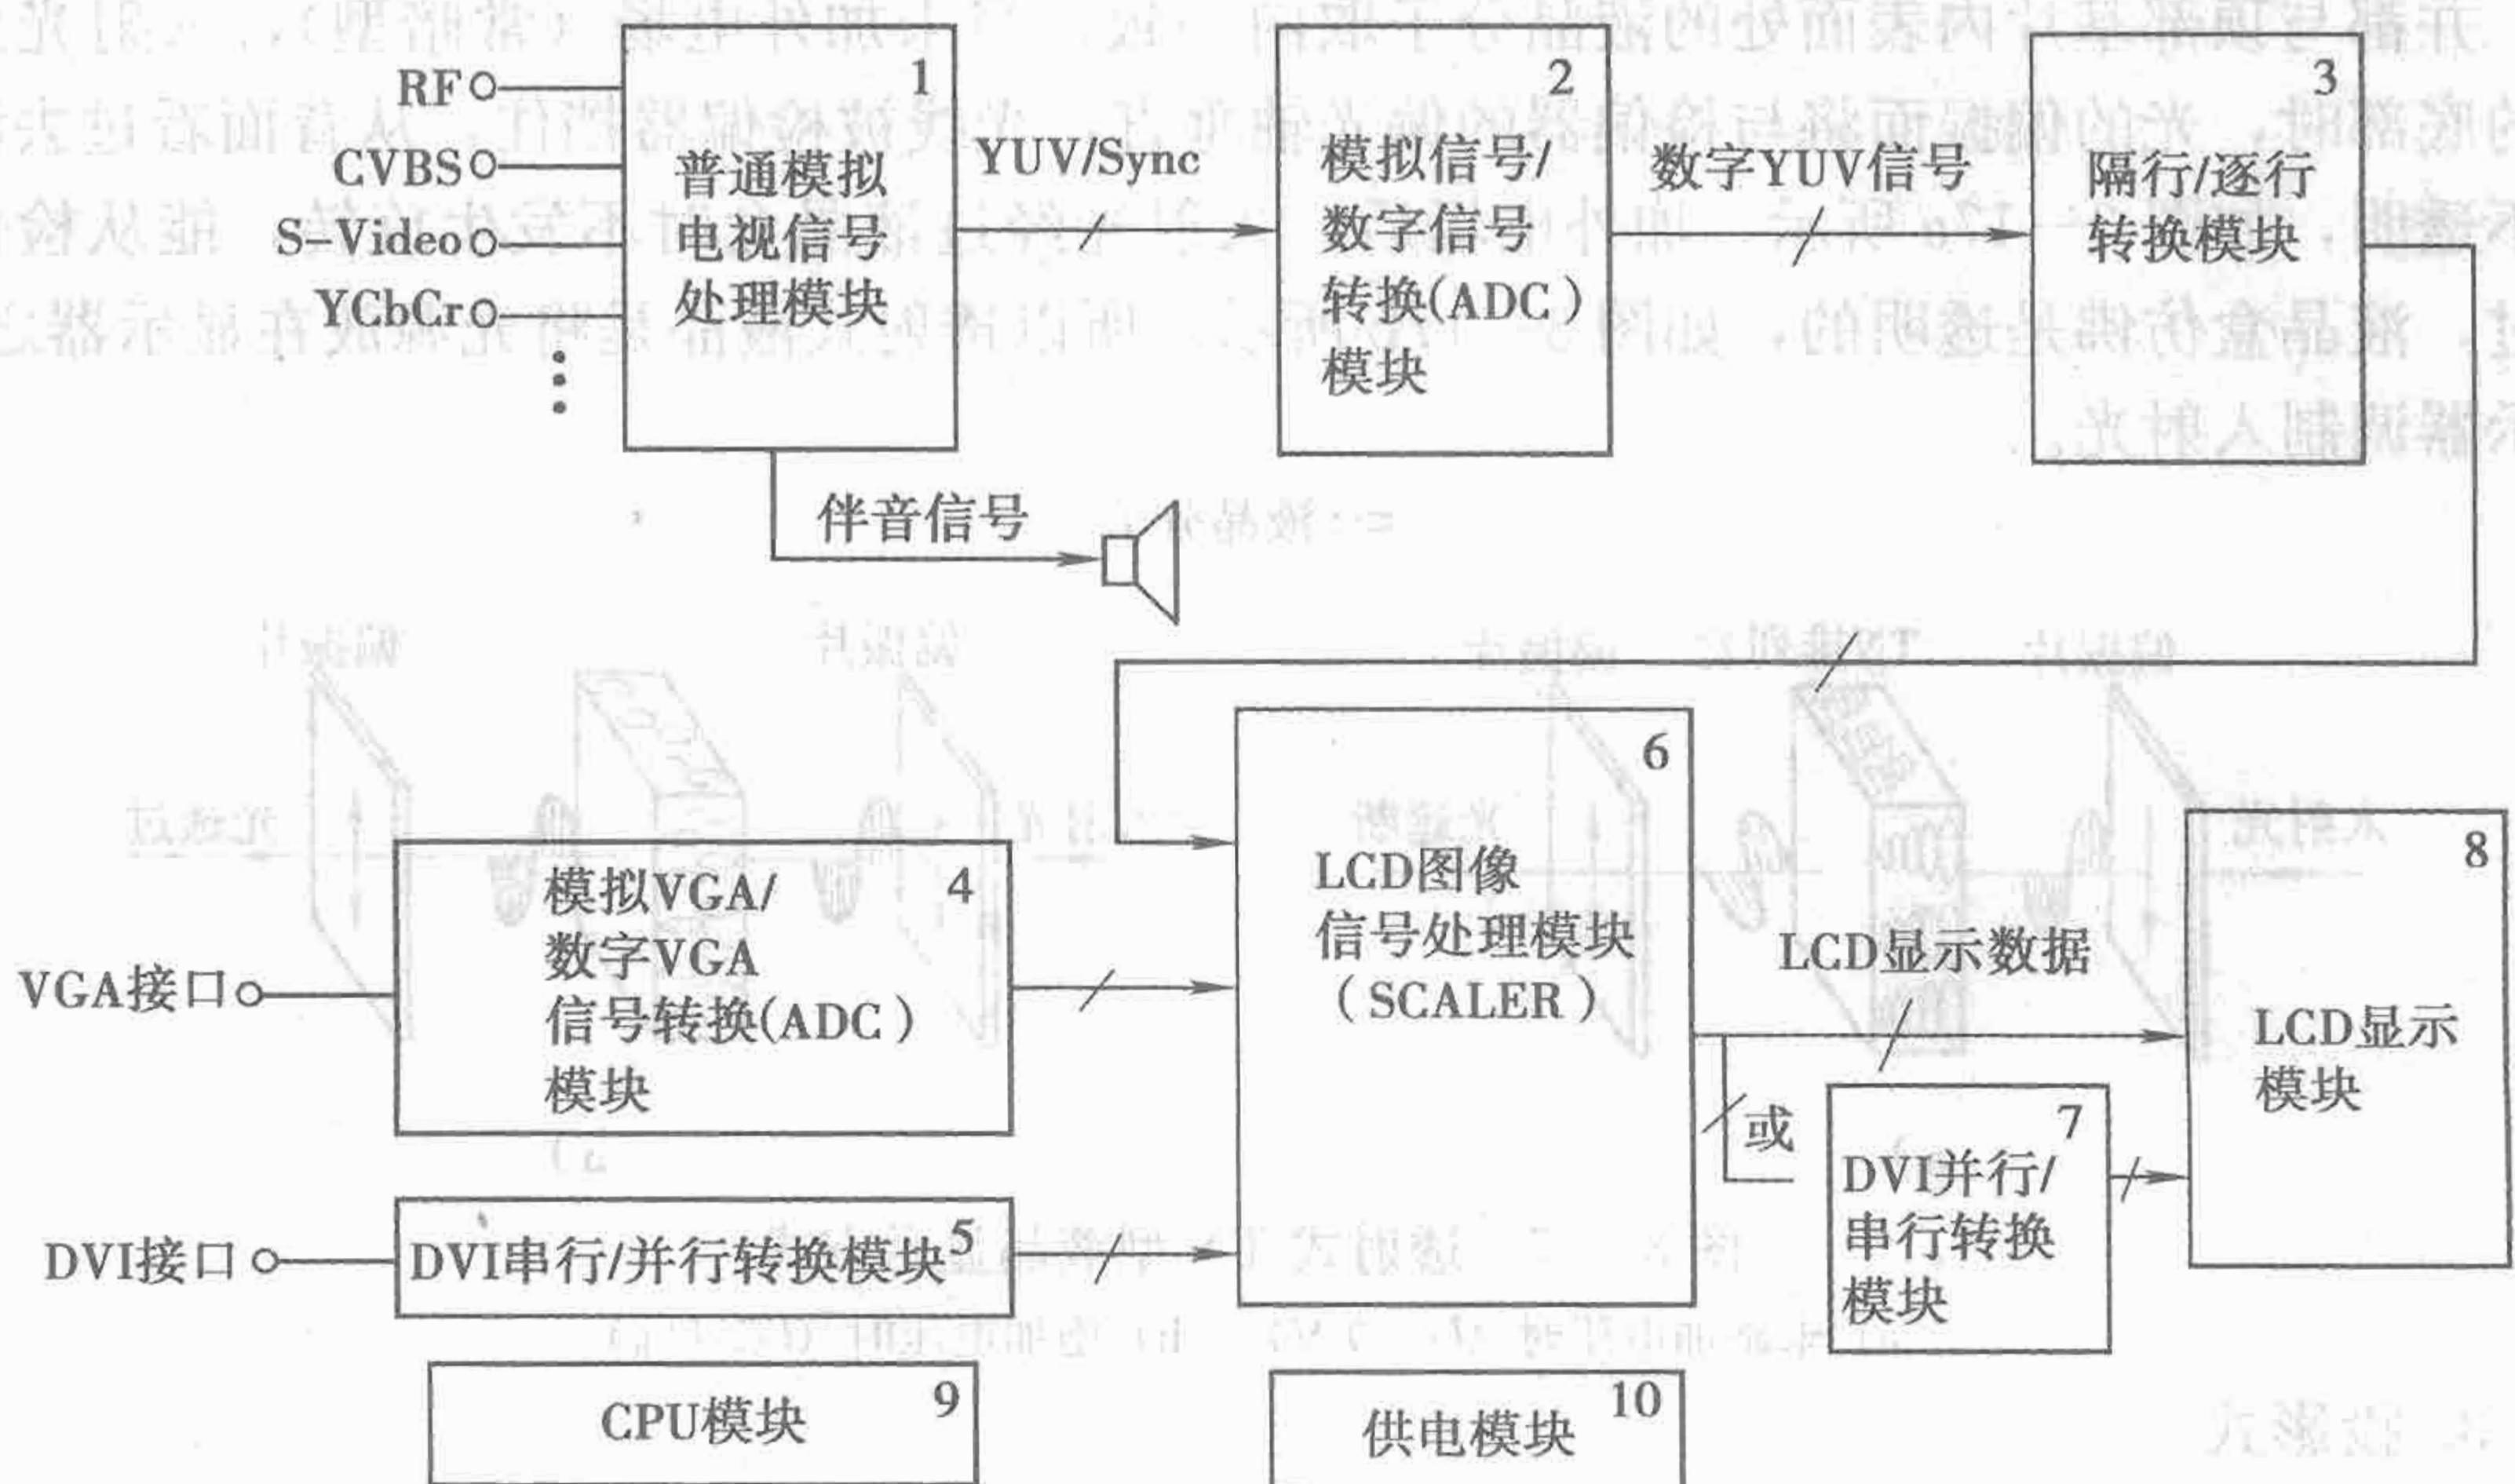 RF
CVBS
S-Video
YCbCr
1
普通模拟
电视信号
处理模块
YUV/Sync
2
模拟信号/
数字信号
转换(ADC)
模块
数字YUV信号
3
隔行/逐行
转换模块
伴音信号
VGA接口
4
模拟VGA/
数字VGA
信号转换(ADC)
模块
DVI接口
5
DVI串行/并行转换模块
6
LCD图像
信号处理模块
(SCALER)
LCD显示数据
或
7
DVI并行/
串行转换
模块
8
LCD显示
模块
9
CPU模块
10
供电模块